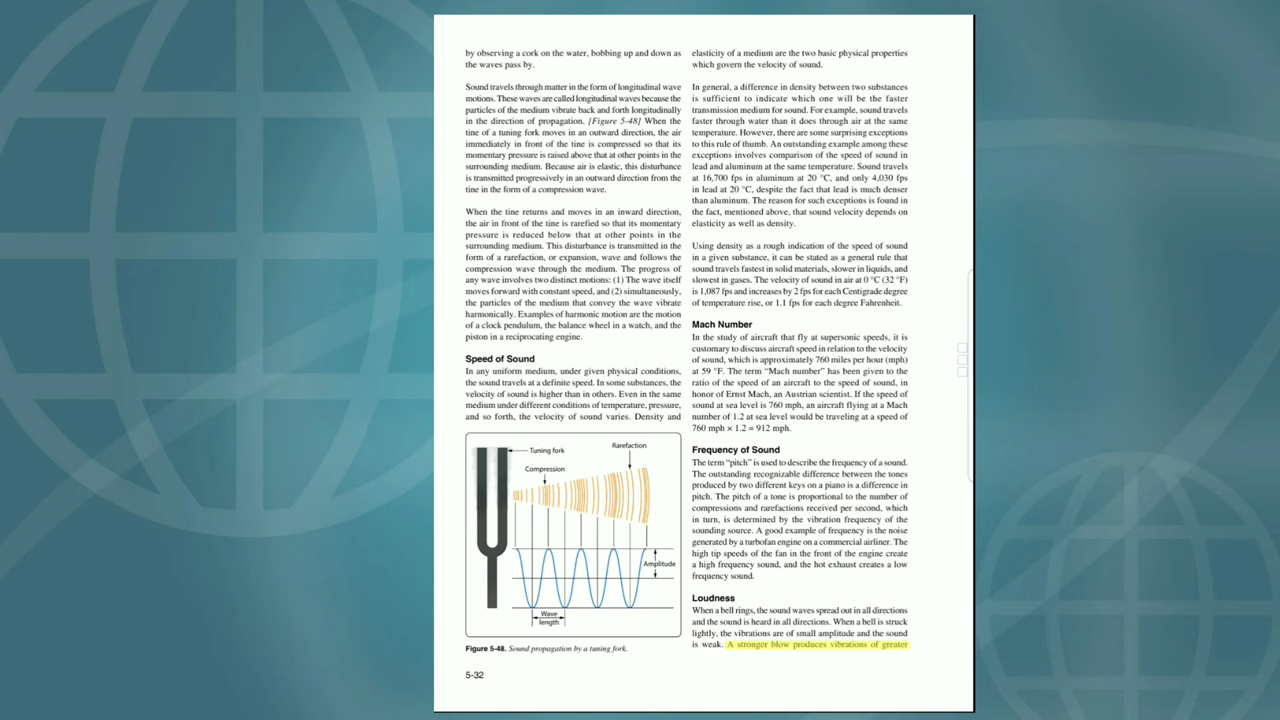 by observing a cork on the water, bobbing up and down as
the waves pass by.
Sound travels through matter in the form of longitudinal wave
motions. These waves are called longitudinal waves because the
particles of the medium vibrate back and forth longitudinally
in the direction of propagation. [Figure 5-48] When the
tine of a tuning fork moves in an outward direction, the air
immediately in front of the tine is compressed so that its
momentary pressure is raised above that at other points in the
surrounding medium. Because air is elastic, this disturbance
is transmitted progressively in an outward direction from the
tine in the form of a compression wave.
When the tine returns and moves in an inward direction,
the air in front of the tine is rarefied so that its momentary
pressure is reduced below that at other points in the
surrounding medium. This disturbance is transmitted in the
form of a rarefaction, or expansion, wave and follows the
compression wave through the medium. The progress of
any wave involves two distinct motions: (1) The wave itself
moves forward with constant speed, and (2) simultaneously,
the particles of the medium that convey the wave vibrate
harmonically. Examples of harmonic motion are the motion
of a clock pendulum, the balance wheel in a watch, and the
piston in a reciprocating engine.
Speed of Sound
In any uniform medium, under given physical conditions,
the sound travels at a definite speed. In some substances, the
velocity of sound is higher than in others. Even in the same
medium under different conditions of temperature, pressure,
and so forth, the velocity of sound varies. Density and
Tuning fork
Compression
Rarefaction
Amplitude
Wave
length
Figure 5-48. Sound propagation by a tuning fork.
5-32
elasticity of a medium are the two basic physical properties
which govern the velocity of sound.
In general, a difference in density between two substances
is sufficient to indicate which one will be the faster
transmission medium for sound. For example, sound travels
faster through water than it does through air at the same
temperature. However, there are some surprising exceptions
to this rule of thumb. An outstanding example among these
exceptions involves comparison of the speed of sound in
lead and aluminum at the same temperature. Sound travels
at 16,700 fps in aluminum at 20 °C, and only 4,030 fps
in lead at 20 °C, despite the fact that lead is much denser
than aluminum. The reason for such exceptions is found in
the fact, mentioned above, that sound velocity depends on
elasticity as well as density.
Using density as a rough indication of the speed of sound
in a given substance, it can be stated as a general rule that
sound travels fastest in solid materials, slower in liquids, and
slowest in gases. The velocity of sound in air at 0 °C (32 °F)
is 1,087 fps and increases by 2 fps for each Centigrade degree
of temperature rise, or 1.1 fps for each degree Fahrenheit.
Mach Number
In the study of aircraft that fly at supersonic speeds, it is
customary to discuss aircraft speed in relation to the velocity
of sound, which is approximately 760 miles per hour (mph)
at 59 °F. The term “Mach number” has been given to the
ratio of the speed of an aircraft to the speed of sound, in
honor of Ernst Mach, an Austrian scientist. If the speed of
sound at sea level is 760 mph, an aircraft flying at a Mach
number of 1.2 at sea level would be traveling at a speed of
760 mph × 1.2 = 912 mph.
Frequency of Sound
The term “pitch” is used to describe the frequency of a sound.
The outstanding recognizable difference between the tones
produced by two different keys on a piano is a difference in
pitch. The pitch of a tone is proportional to the number of
compressions and rarefactions received per second, which
in turn, is determined by the vibration frequency of the
sounding source. A good example of frequency is the noise
generated by a turbofan engine on a commercial airliner. The
high tip speeds of the fan in the front of the engine create
a high frequency sound, and the hot exhaust creates a low
frequency sound.
Loudness
When a bell rings, the sound waves spread out in all directions
and the sound is heard in all directions. When a bell is struck
lightly, the vibrations are of small amplitude and the sound
is weak. A stronger blow produces vibrations of greater